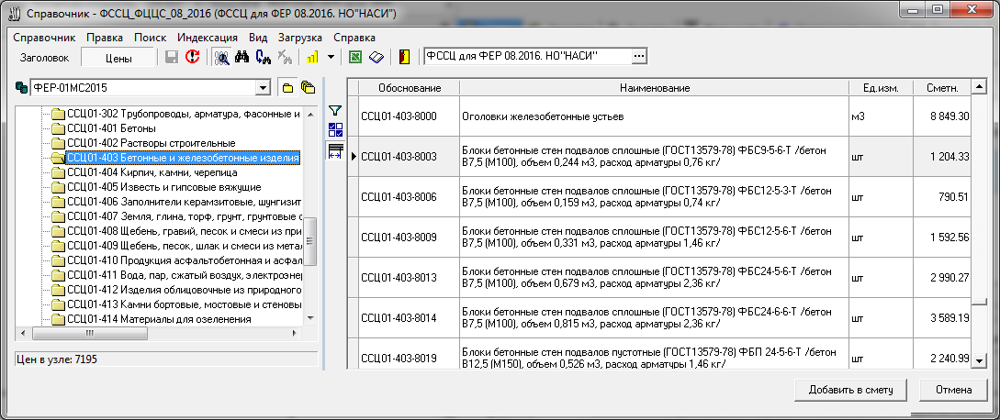 Справочник - ФССЦ_ФЦЦС_08_2016 (ФССЦ для ФЕР 08.2016. НО"НАСИ")
Справочник Правка Поиск Индексация Вид Загрузка Справка
Заголовок Цены ФССЦ для ФЕР 08.2016. НО"НАСИ" ...
ФЕР-01МС2015
ССЦ01-302 Трубопроводы, арматура, фасонные и
ССЦ01-401 Бетоны
ССЦ01-402 Растворы строительные
ССЦ01-403 Бетонные и железобетонные изделия
ССЦ01-404 Кирпич, камни, черепица
ССЦ01-405 Известь и гипсовые вяжущие
ССЦ01-406 Заполнители керамзитовые, шунгизит
ССЦ01-407 Земля, глина, торф, грунт, грунтовые с
ССЦ01-408 Щебень, гравий, песок и смеси из при
ССЦ01-409 Щебень, песок, шлак и смеси из метал
ССЦ01-410 Продукция асфальтобетонная и асфал
ССЦ01-411 Вода, пар, сжатый воздух, электроэнер
ССЦ01-412 Изделия облицовочные из природного
ССЦ01-413 Камни бортовые, мостовые и стеновы
ССЦ01-414 Материалы для озеленения
Цен в узле: 7195
Обоснование Наименование Ед.изм. Сметн.
ССЦ01-403-8000 Оголовки железобетонные устьев м3 8 849.30
ССЦ01-403-8003 Блоки бетонные стен подвалов сплошные (ГОСТ13579-78) ФБС9-5-6-Т /бетон
В7,5 (М100), объем 0,244 м3, расход арматуры 0,76 кг/ шт 1 204.33
ССЦ01-403-8006 Блоки бетонные стен подвалов сплошные (ГОСТ13579-78) ФБС12-5-3-Т /бетон
В7,5 (М100), объем 0,159 м3, расход арматуры 0,74 кг/ шт 790.51
ССЦ01-403-8009 Блоки бетонные стен подвалов сплошные (ГОСТ13579-78) ФБС12-5-6-Т /бетон
В7,5 (М100), объем 0,331 м3, расход арматуры 1,46 кг/ шт 1 592.56
ССЦ01-403-8013 Блоки бетонные стен подвалов сплошные (ГОСТ13579-78) ФБС24-5-6-Т /бетон
В7,5 (М100), объем 0,679 м3, расход арматуры 2,36 кг/ шт 2 990.27
ССЦ01-403-8014 Блоки бетонные стен подвалов сплошные (ГОСТ13579-78) ФБС24-6-6-Т /бетон
В7,5 (М100), объем 0,815 м3, расход арматуры 2,36 кг/ шт 3 589.19
ССЦ01-403-8019 Блоки бетонные стен подвалов пустотные (ГОСТ13579-78) ФБП 24-5-6-Т /бетон
В12,5 (М150), объем 0,526 м3, расход арматуры 1,46 кг/ шт 2 240.99
Добавить в смету Отмена